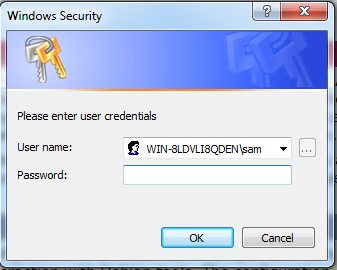 Windows Security
?
Please enter user credentials
User name:
WIN-8LDVLI8QDEN\sam
...
Password:
OK
Cancel